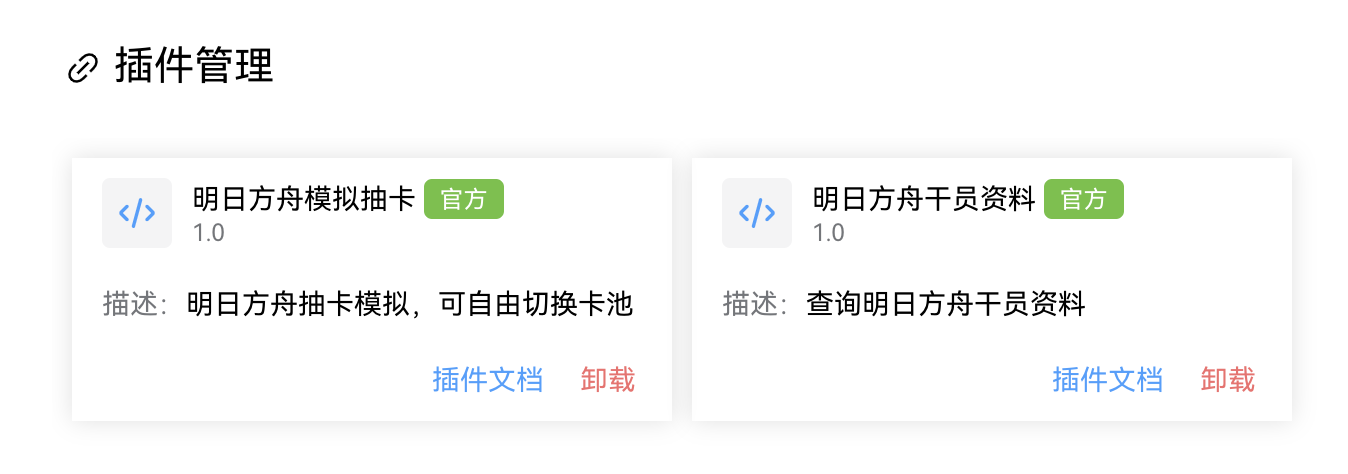 插件管理
明日方舟模拟抽卡 官方
1.0
描述：明日方舟抽卡模拟，可自由切换卡池
插件文档 卸载
明日方舟干员资料 官方
1.0
描述：查询明日方舟干员资料
插件文档 卸载